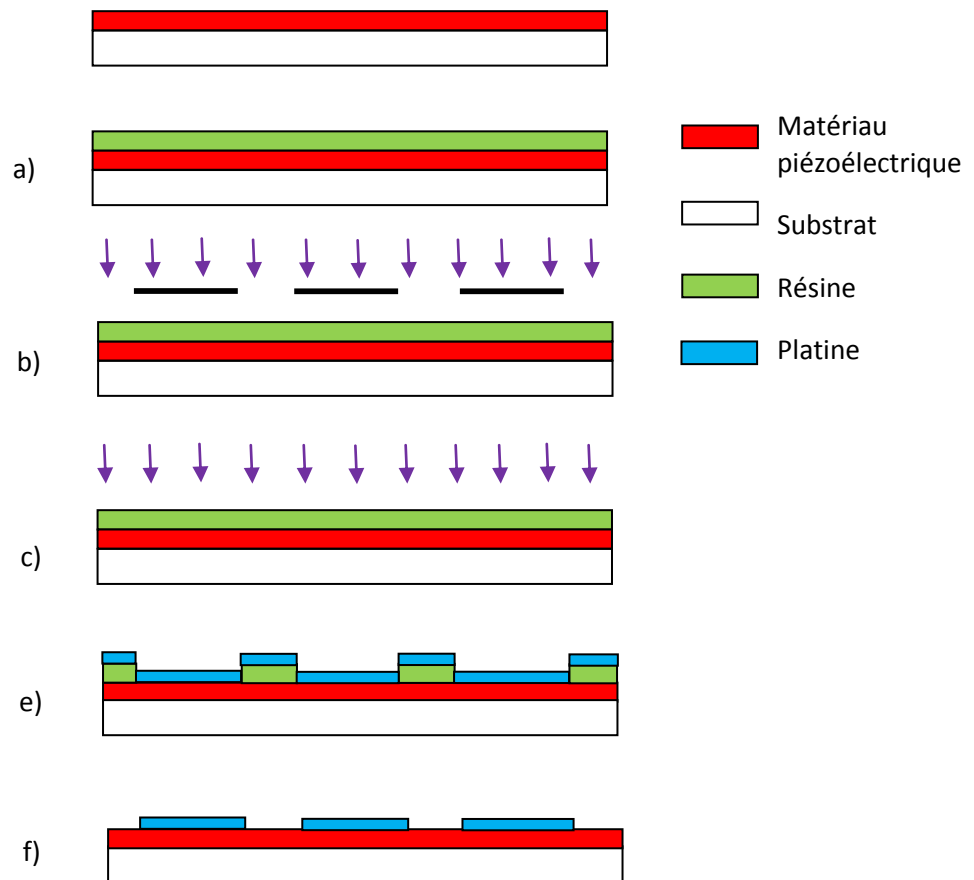 Matériau
piézoélectrique
a)
Substrat
Résine
b)
Platine
c)
e)
f)